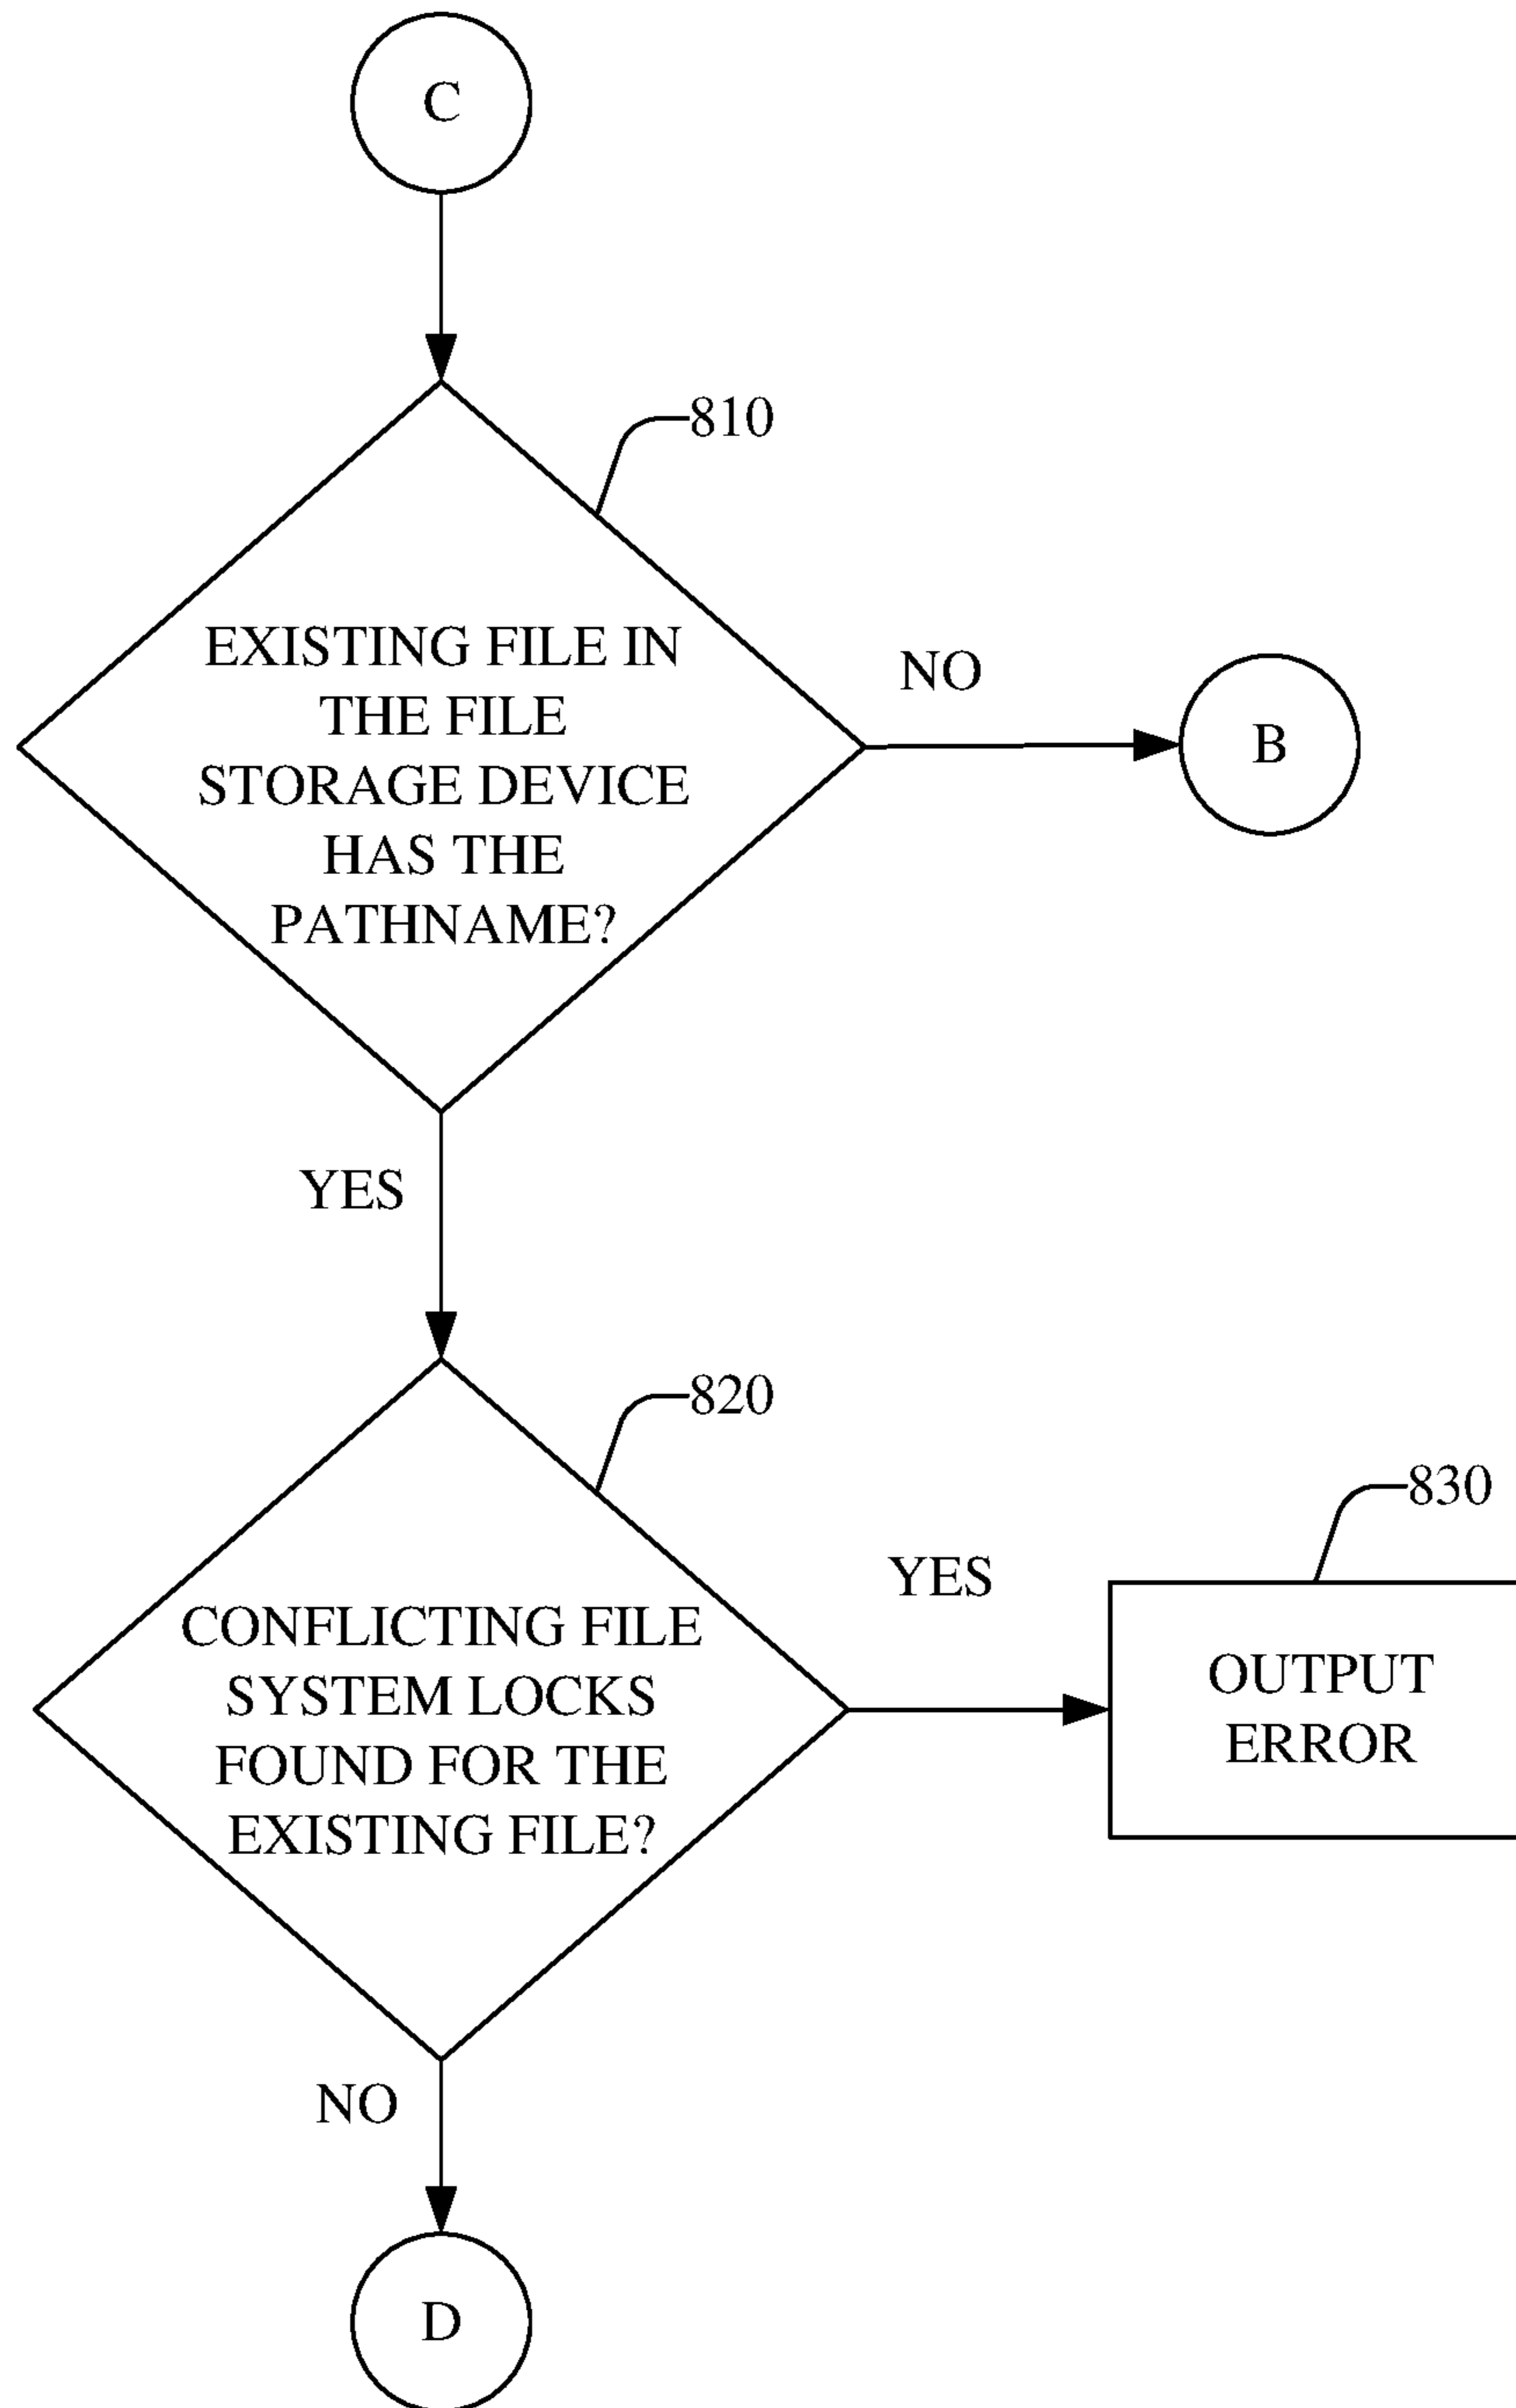 C
810
EXISTING FILE IN
THE FILE
STORAGE DEVICE
HAS THE
PATHNAME?
NO
B
YES
820
CONFLICTING FILE
SYSTEM LOCKS
FOUND FOR THE
EXISTING FILE?
YES
830
OUTPUT
ERROR
NO
D